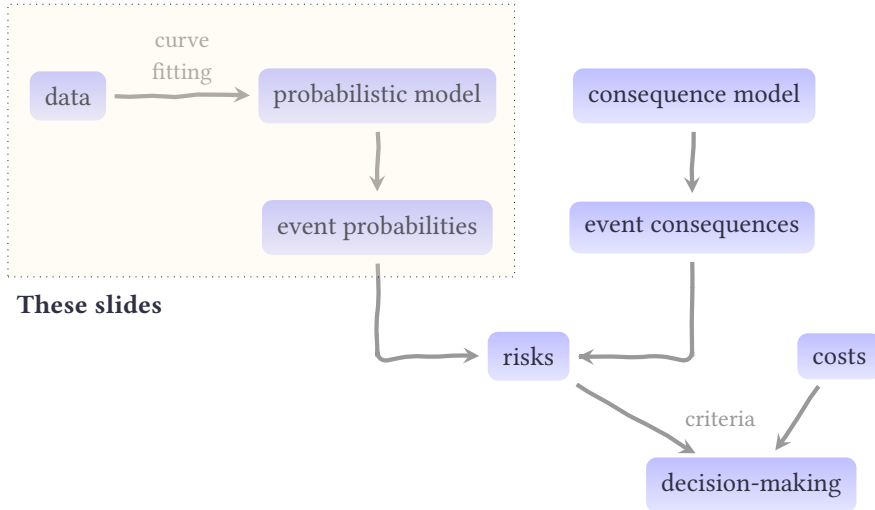 curve
fitting
data
probabilistic model
consequence model
event probabilities
event consequences
These slides
risks
costs
criteria
decision-making